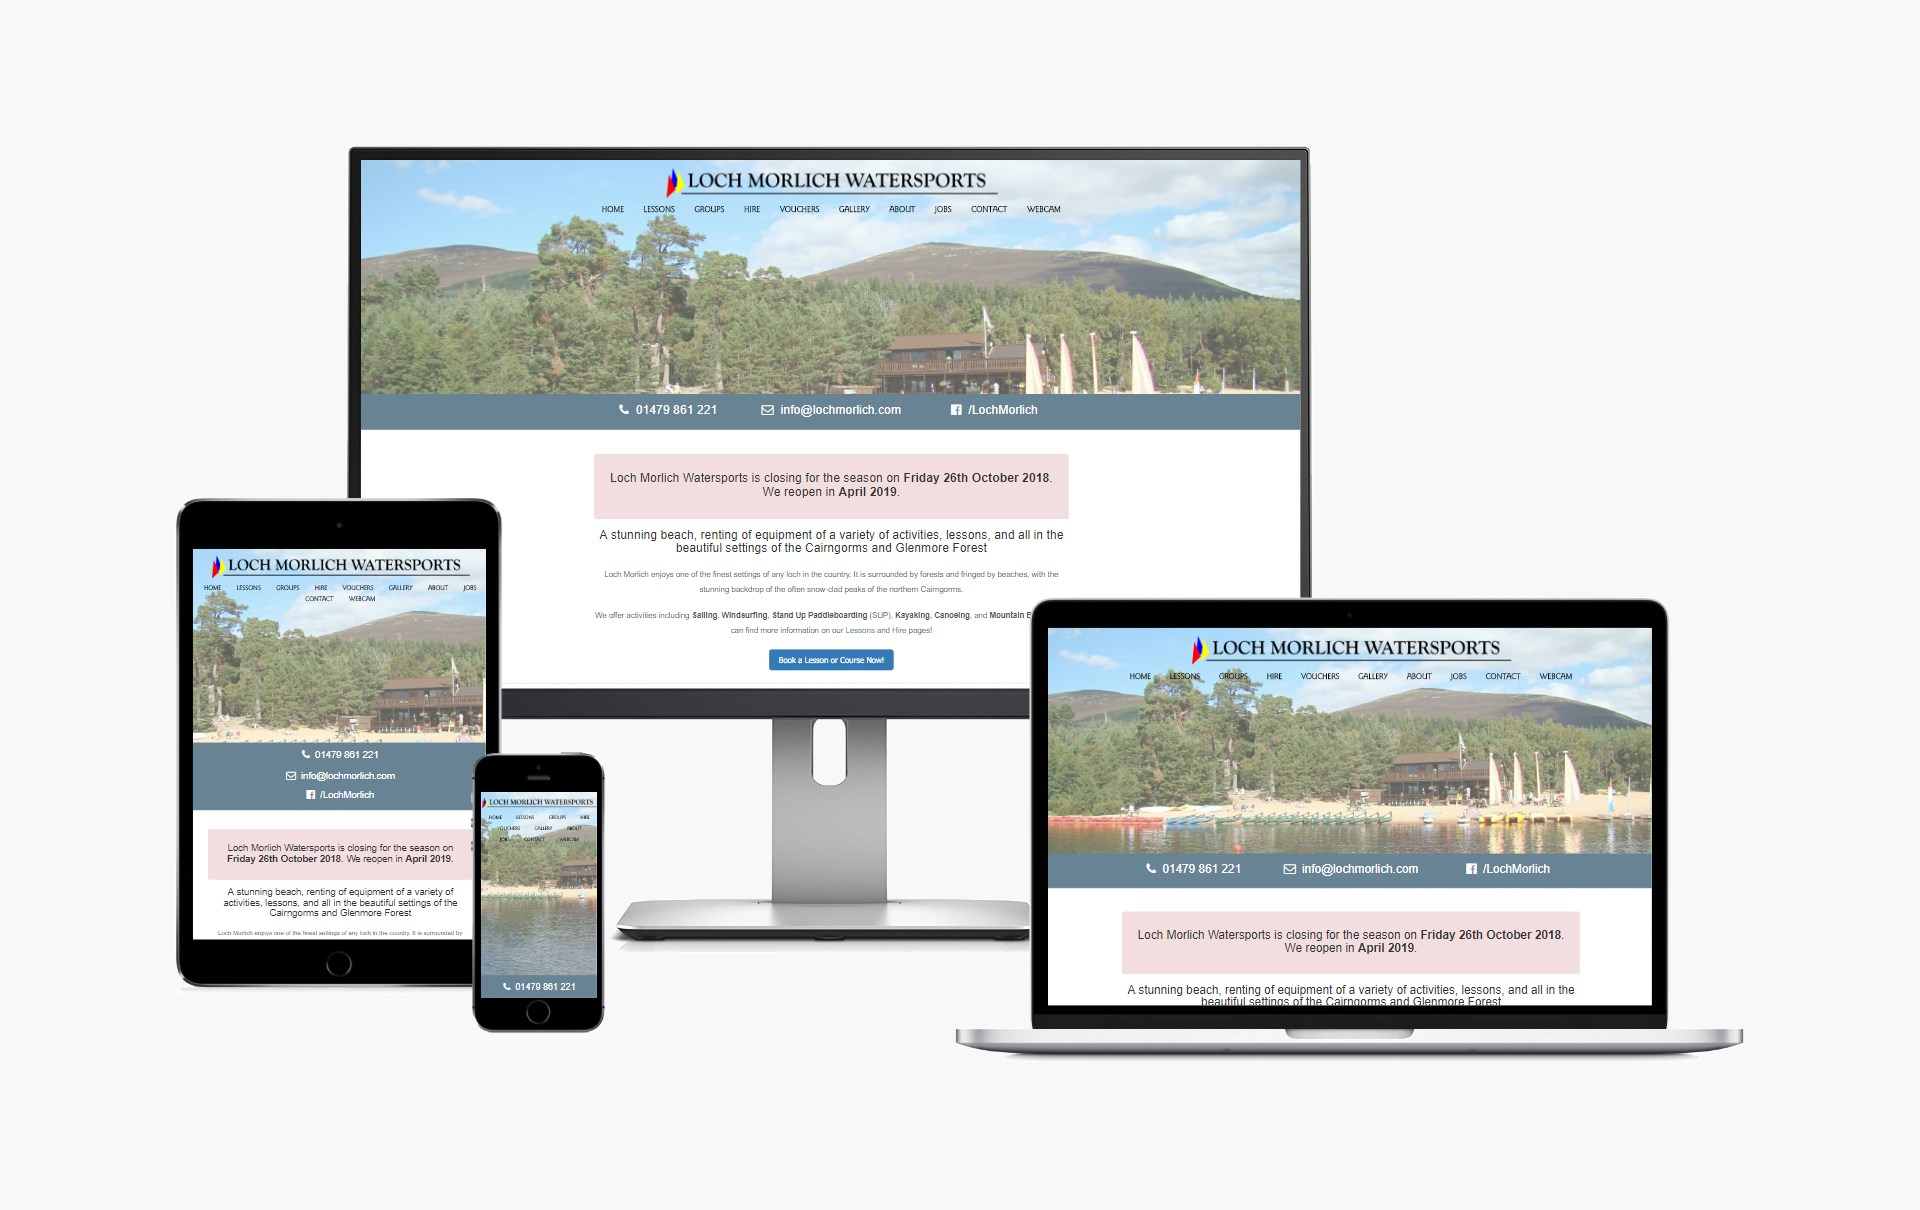 LOCH MORLICH WATERSPORTS
HOME LESSONS GROUPS HIRE VOUCHERS GALLERY ABOUT JOBS CONTACT WEBCAM
01479 861 221 info@lochmorlich.com /LochMorlich
Loch Morlich Watersports is closing for the season on Friday 26th October 2018.
We reopen in April 2019.
A stunning beach, renting of equipment of a variety of activities, lessons, and all in the
beautiful settings of the Cairngorms and Glenmore Forest
Loch Morlich enjoys one of the finest settings of any loch in the country. It is surrounded by forests and fringed by beaches, with the
stunning backdrop of the often snow-clad peaks of the northern Cairngorms.
We offer activities including Sailing, Windsurfing, Stand Up Paddleboarding (SUP), Kayaking, Canoeing, and Mountain
can find more information on our Lessons and Hire pages!
Book a Lesson or Course Now!
LOCH MORLICH WATERSPORTS
HOME LESSONS GROUPS HIRE VOUCHERS GALLERY ABOUT JOBS
CONTACT WEBCAM
01479 861 221
info@lochmorlich.com
/LochMorlich
Loch Morlich Watersports is closing for the season on
Friday 26th October 2018. We reopen in April 2019.
A stunning beach, renting of equipment of a variety of
activities, lessons, and all in the beautiful settings of the
Cairngorms and Glenmore Forest
Loch Morlich enjoys one of the finest settings of any loch in the country. It is surrounded by
LOCH MORLICH WATERSPORTS
HOME LESSONS GROUPS HIRE
VOUCHERS GALLERY ABOUT
JOBS CONTACT WEBCAM
01479 861 221
LOCH MORLICH WATERSPORTS
HOME LESSONS GROUPS HIRE VOUCHERS GALLERY ABOUT JOBS CONTACT WEBCAM
01479 861 221 info@lochmorlich.com /LochMorlich
Loch Morlich Watersports is closing for the season on Friday 26th October 2018.
We reopen in April 2019.
A stunning beach, renting of equipment of a variety of activities, lessons, and all in the
beautiful settings of the Cairngorms and Glenmore Forest